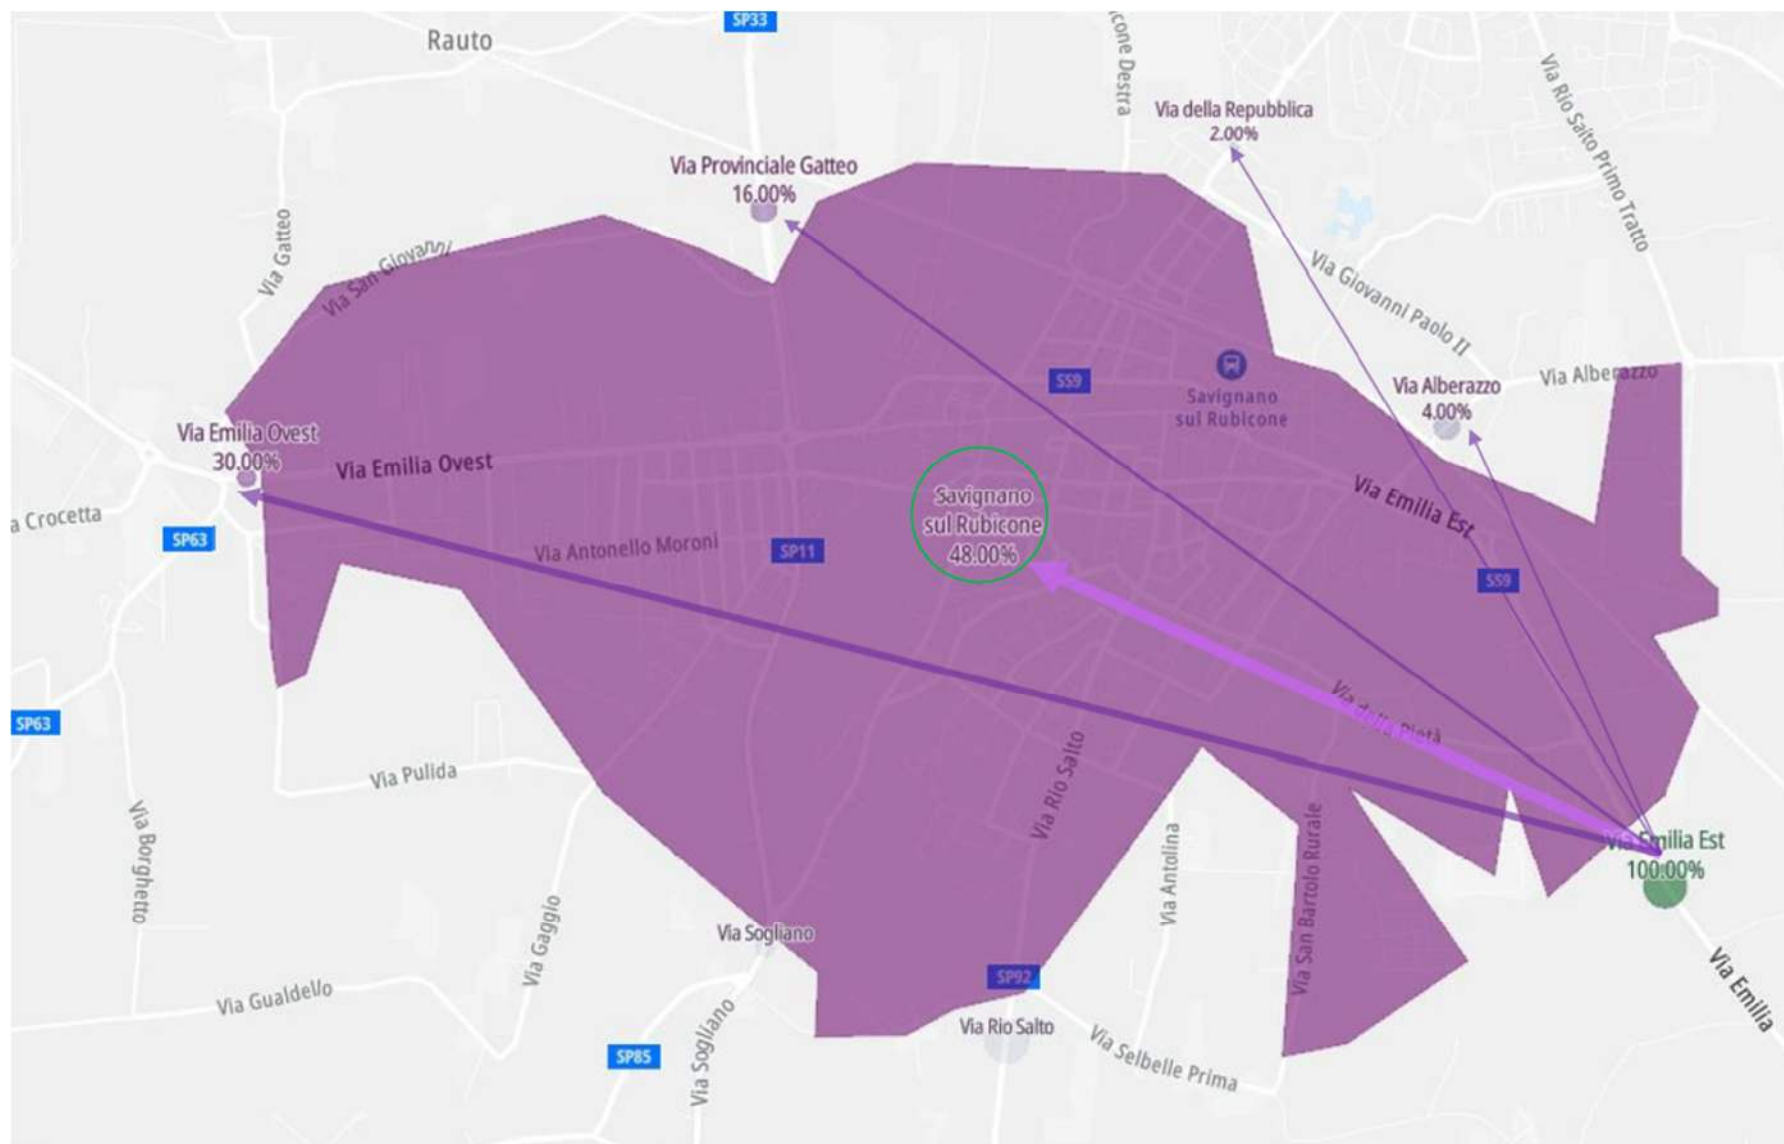 SP33
Rauto
cone Destra
Via Rio Salto Primo Tratto
Via della Repubblica
2.00%
Via Provinciale Gatteo
16.00%
Via Gatteo
Via San Giovanni
Via Giovanni Paolo II
SS9
Savignano
sul Rubicone
Via Alberazzo
4.00%
Via Alberazzo
Via Emilia Ovest
30.00%
Via Emilia Ovest
Savignano
sul Rubicone
48.00%
Via Emilia Est
a Crocetta
SP63
Via Antonello Moroni
SP11
SS9
SP63
Via della Pietà
Via Rio Salto
Via Pulida
Via Borghetto
Via Antolina
Via San Bartolo Rurale
Via Emilia Est
100.00%
Via Gaggio
Via Sogliano
SP92
Via Emilia
Via Gualdello
Via Rio Salto
Via Sogliano
SP85
Via Selbelle Prima